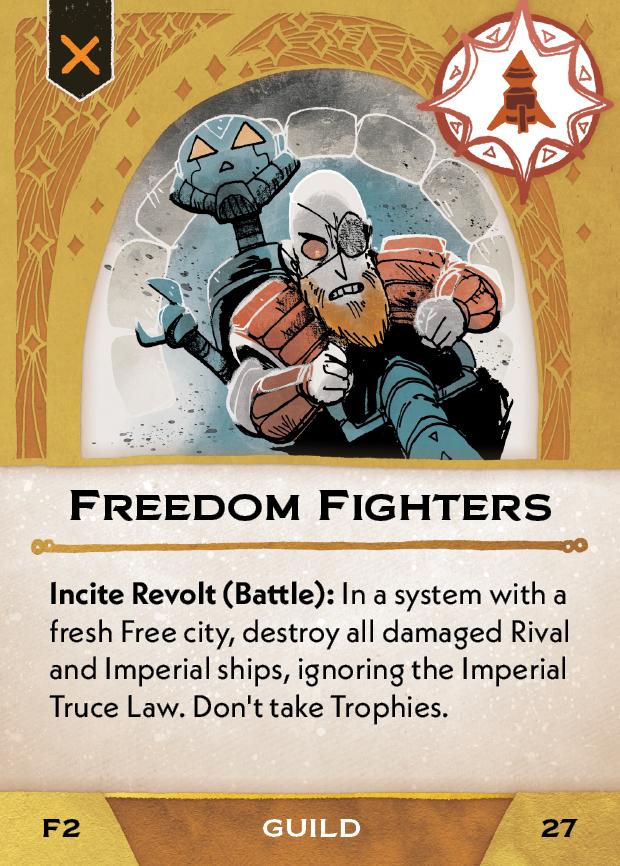 Freedom Fighters
Incite Revolt (Battle): In a system with a
fresh Free city, destroy all damaged Rival
and Imperial ships, ignoring the Imperial
Truce Law. Don't take Trophies.
F2 GUILD 27